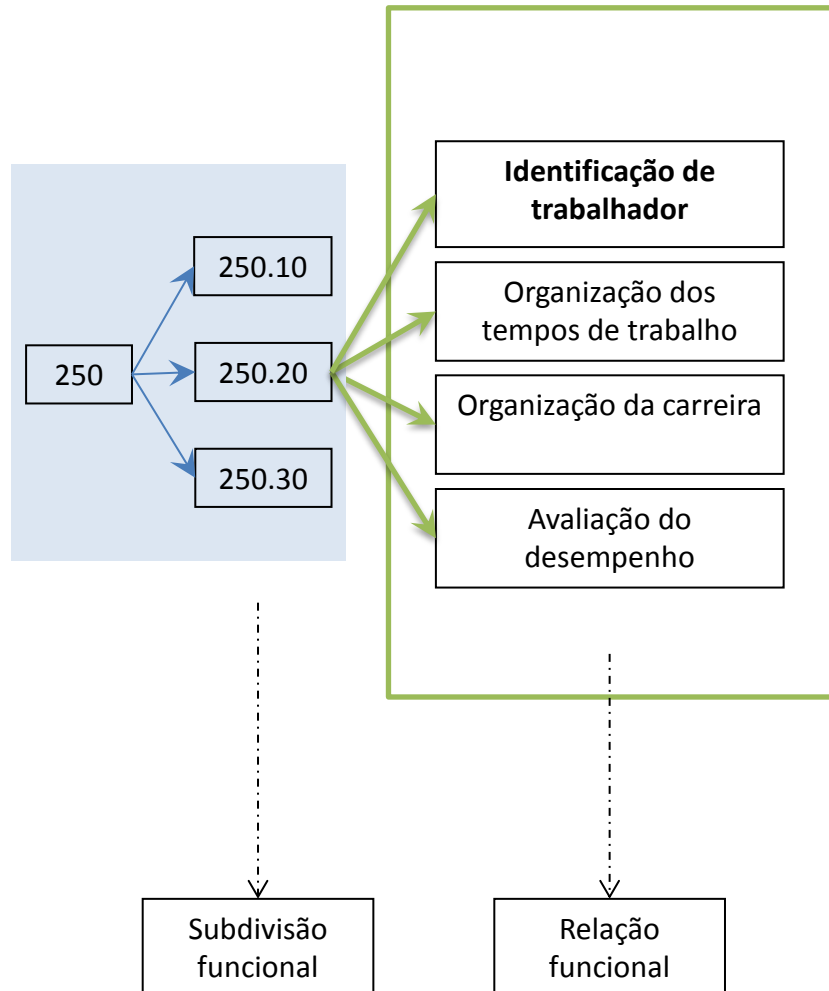 250
250.10
250.20
250.30
Identificação de
trabalhador
Organização dos
tempos de trabalho
Organização da carreira
Avaliação do
desempenho
Subdivisão
funcional
Relação
funcional